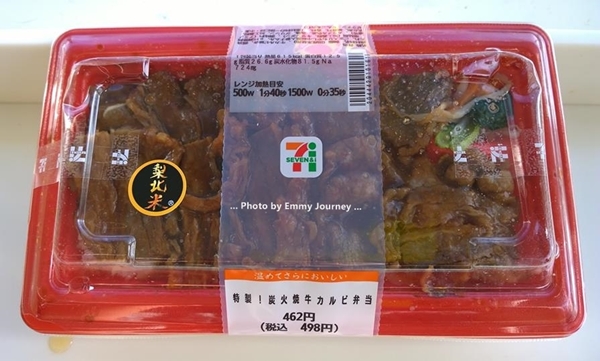 724㎎
レンジ加熱目安
500W 1分40秒 1500W 0分35秒
SEVEN&i
... Photo by Emmy Journey ...
梨北米®
温めてさらにおいしい
特製！炭火焼牛カルビ弁当
462円
(税込 498円)